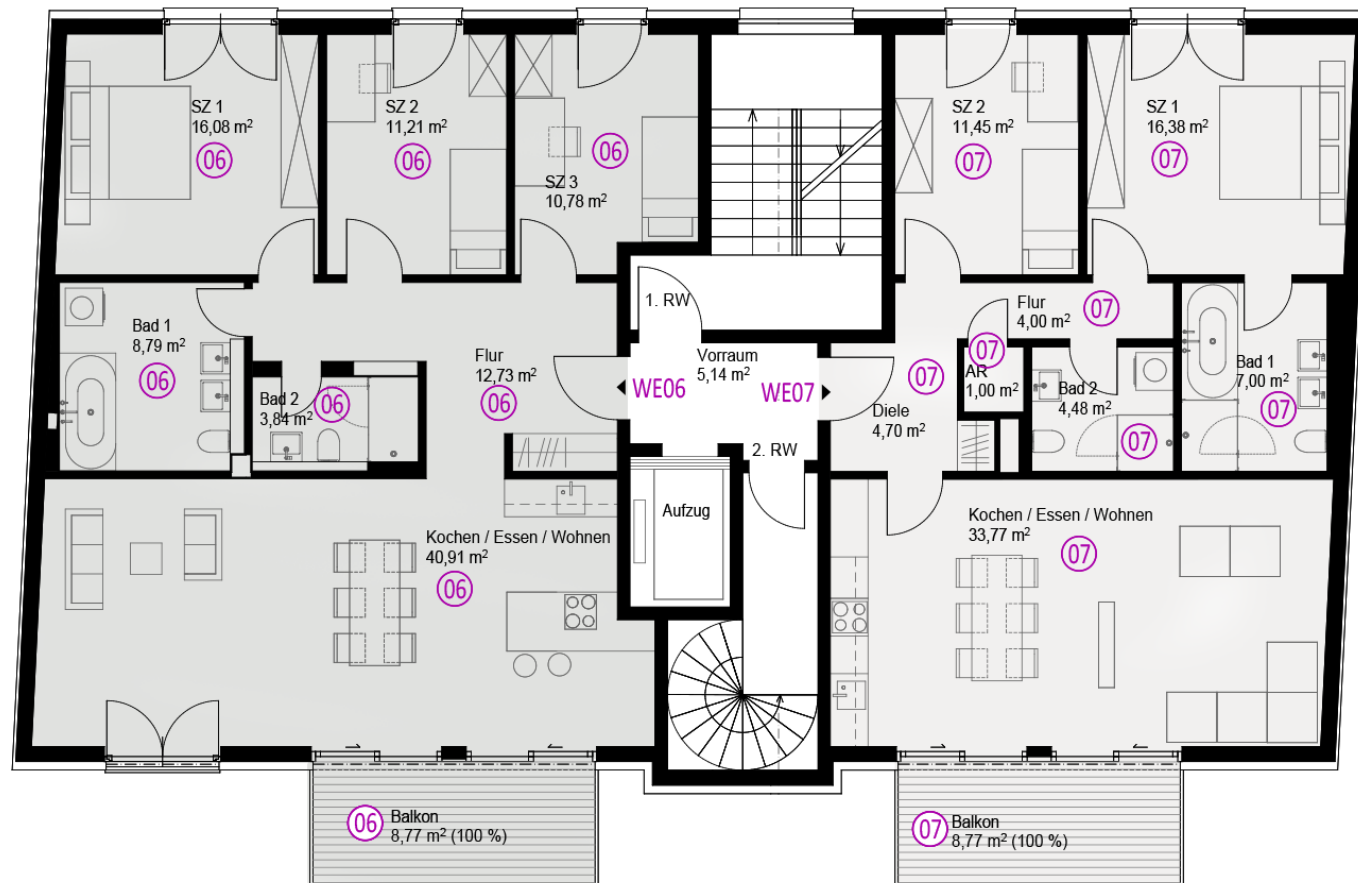 SZ 1
16,08 m²
06
SZ 2
11,21 m²
06
06
SZ 3
10,78 m²
SZ 2
11,45 m²
07
SZ 1
16,38 m²
07
1. RW
Flur
4,00 m²
07
Bad 1
8,79 m²
06
Bad 2
3,84 m²
06
Flur
12,73 m²
06
Vorraum
5,14 m²
WE06
WE07
07
Diele
4,70 m²
07
AR
1,00 m²
Bad 2
4,48 m²
07
Bad 1
7,00 m²
07
2. RW
Aufzug
Kochen / Essen / Wohnen
40,91 m²
06
Kochen / Essen / Wohnen
33,77 m²
07
06 Balkon
8,77 m² (100 %)
07 Balkon
8,77 m² (100 %)